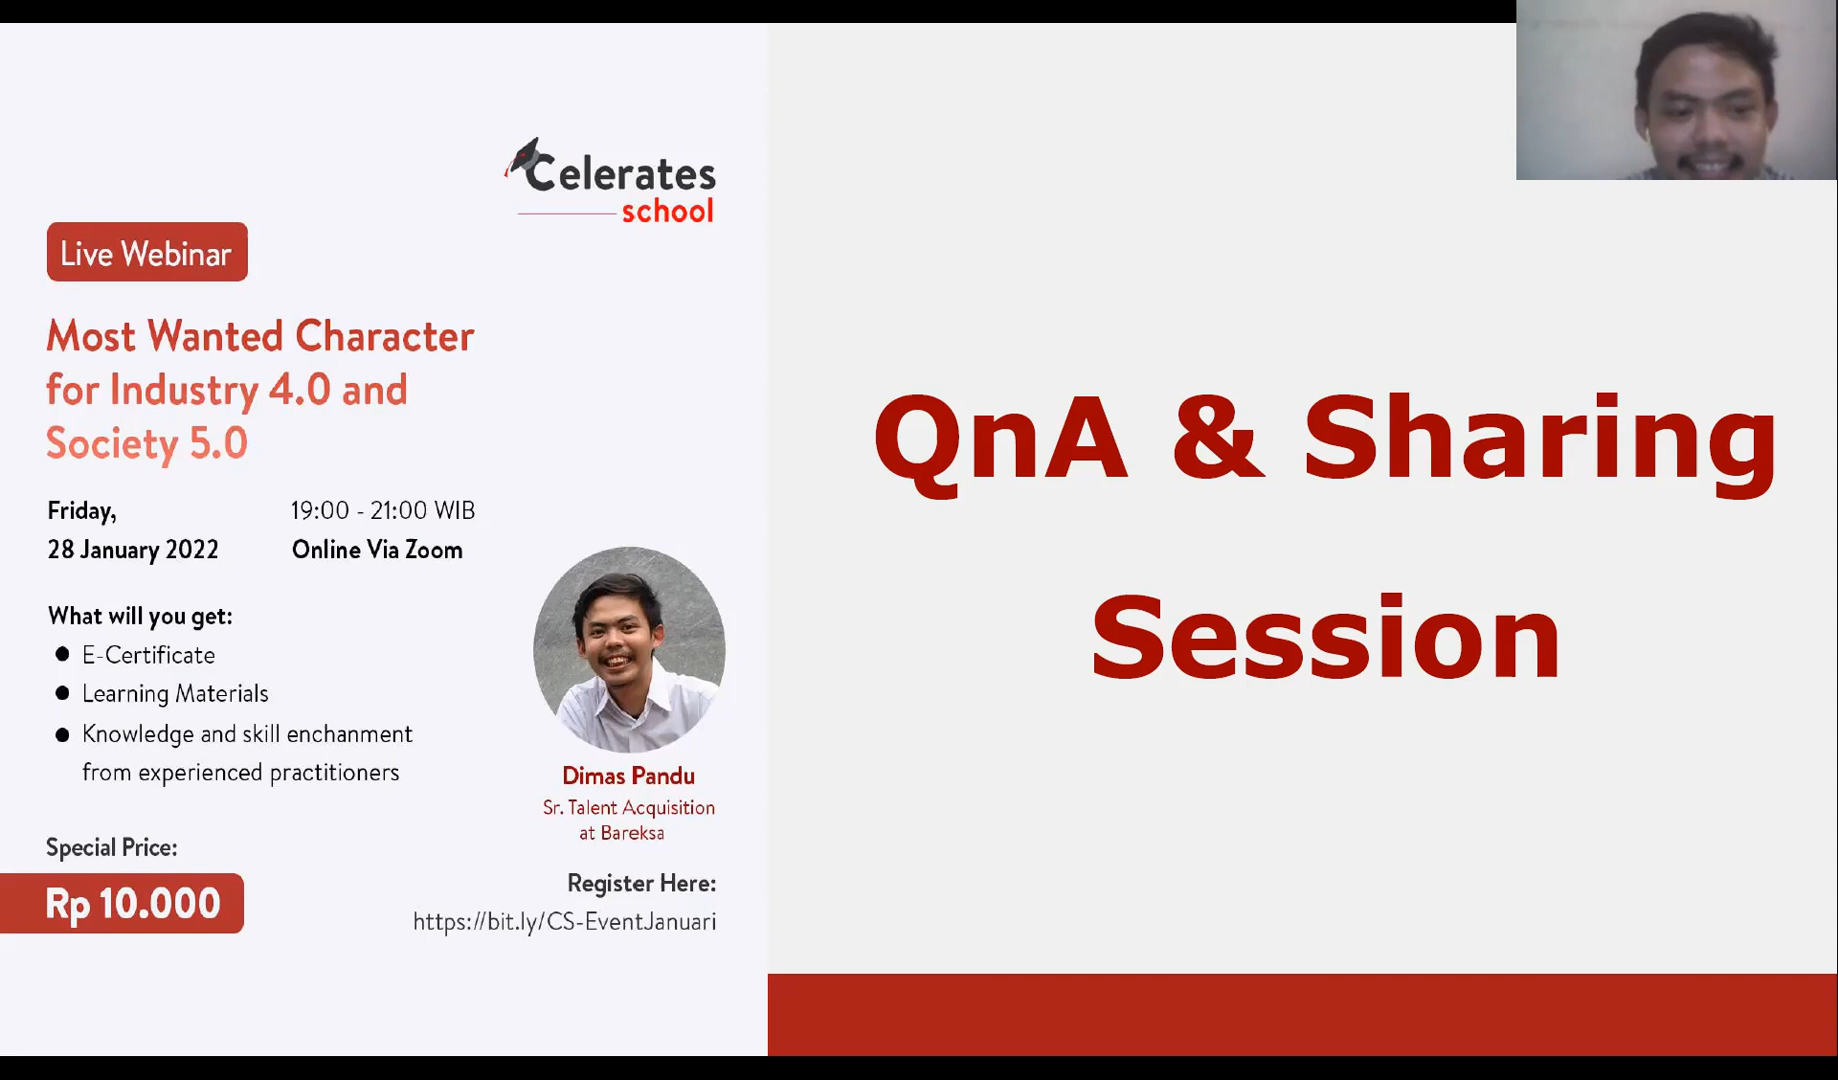 Celerates
school
Live Webinar
Most Wanted Character
for Industry 4.0 and
Society 5.0
Friday,
28 January 2022
19:00 - 21:00 WIB
Online Via Zoom
What will you get:
● E-Certificate
● Learning Materials
● Knowledge and skill enchanment
from experienced practitioners
Dimas Pandu
Sr. Talent Acquisition
at Bareksa
Special Price:
Rp 10.000
Register Here:
https://bit.ly/CS-EventJanuari
QnA & Sharing
Session